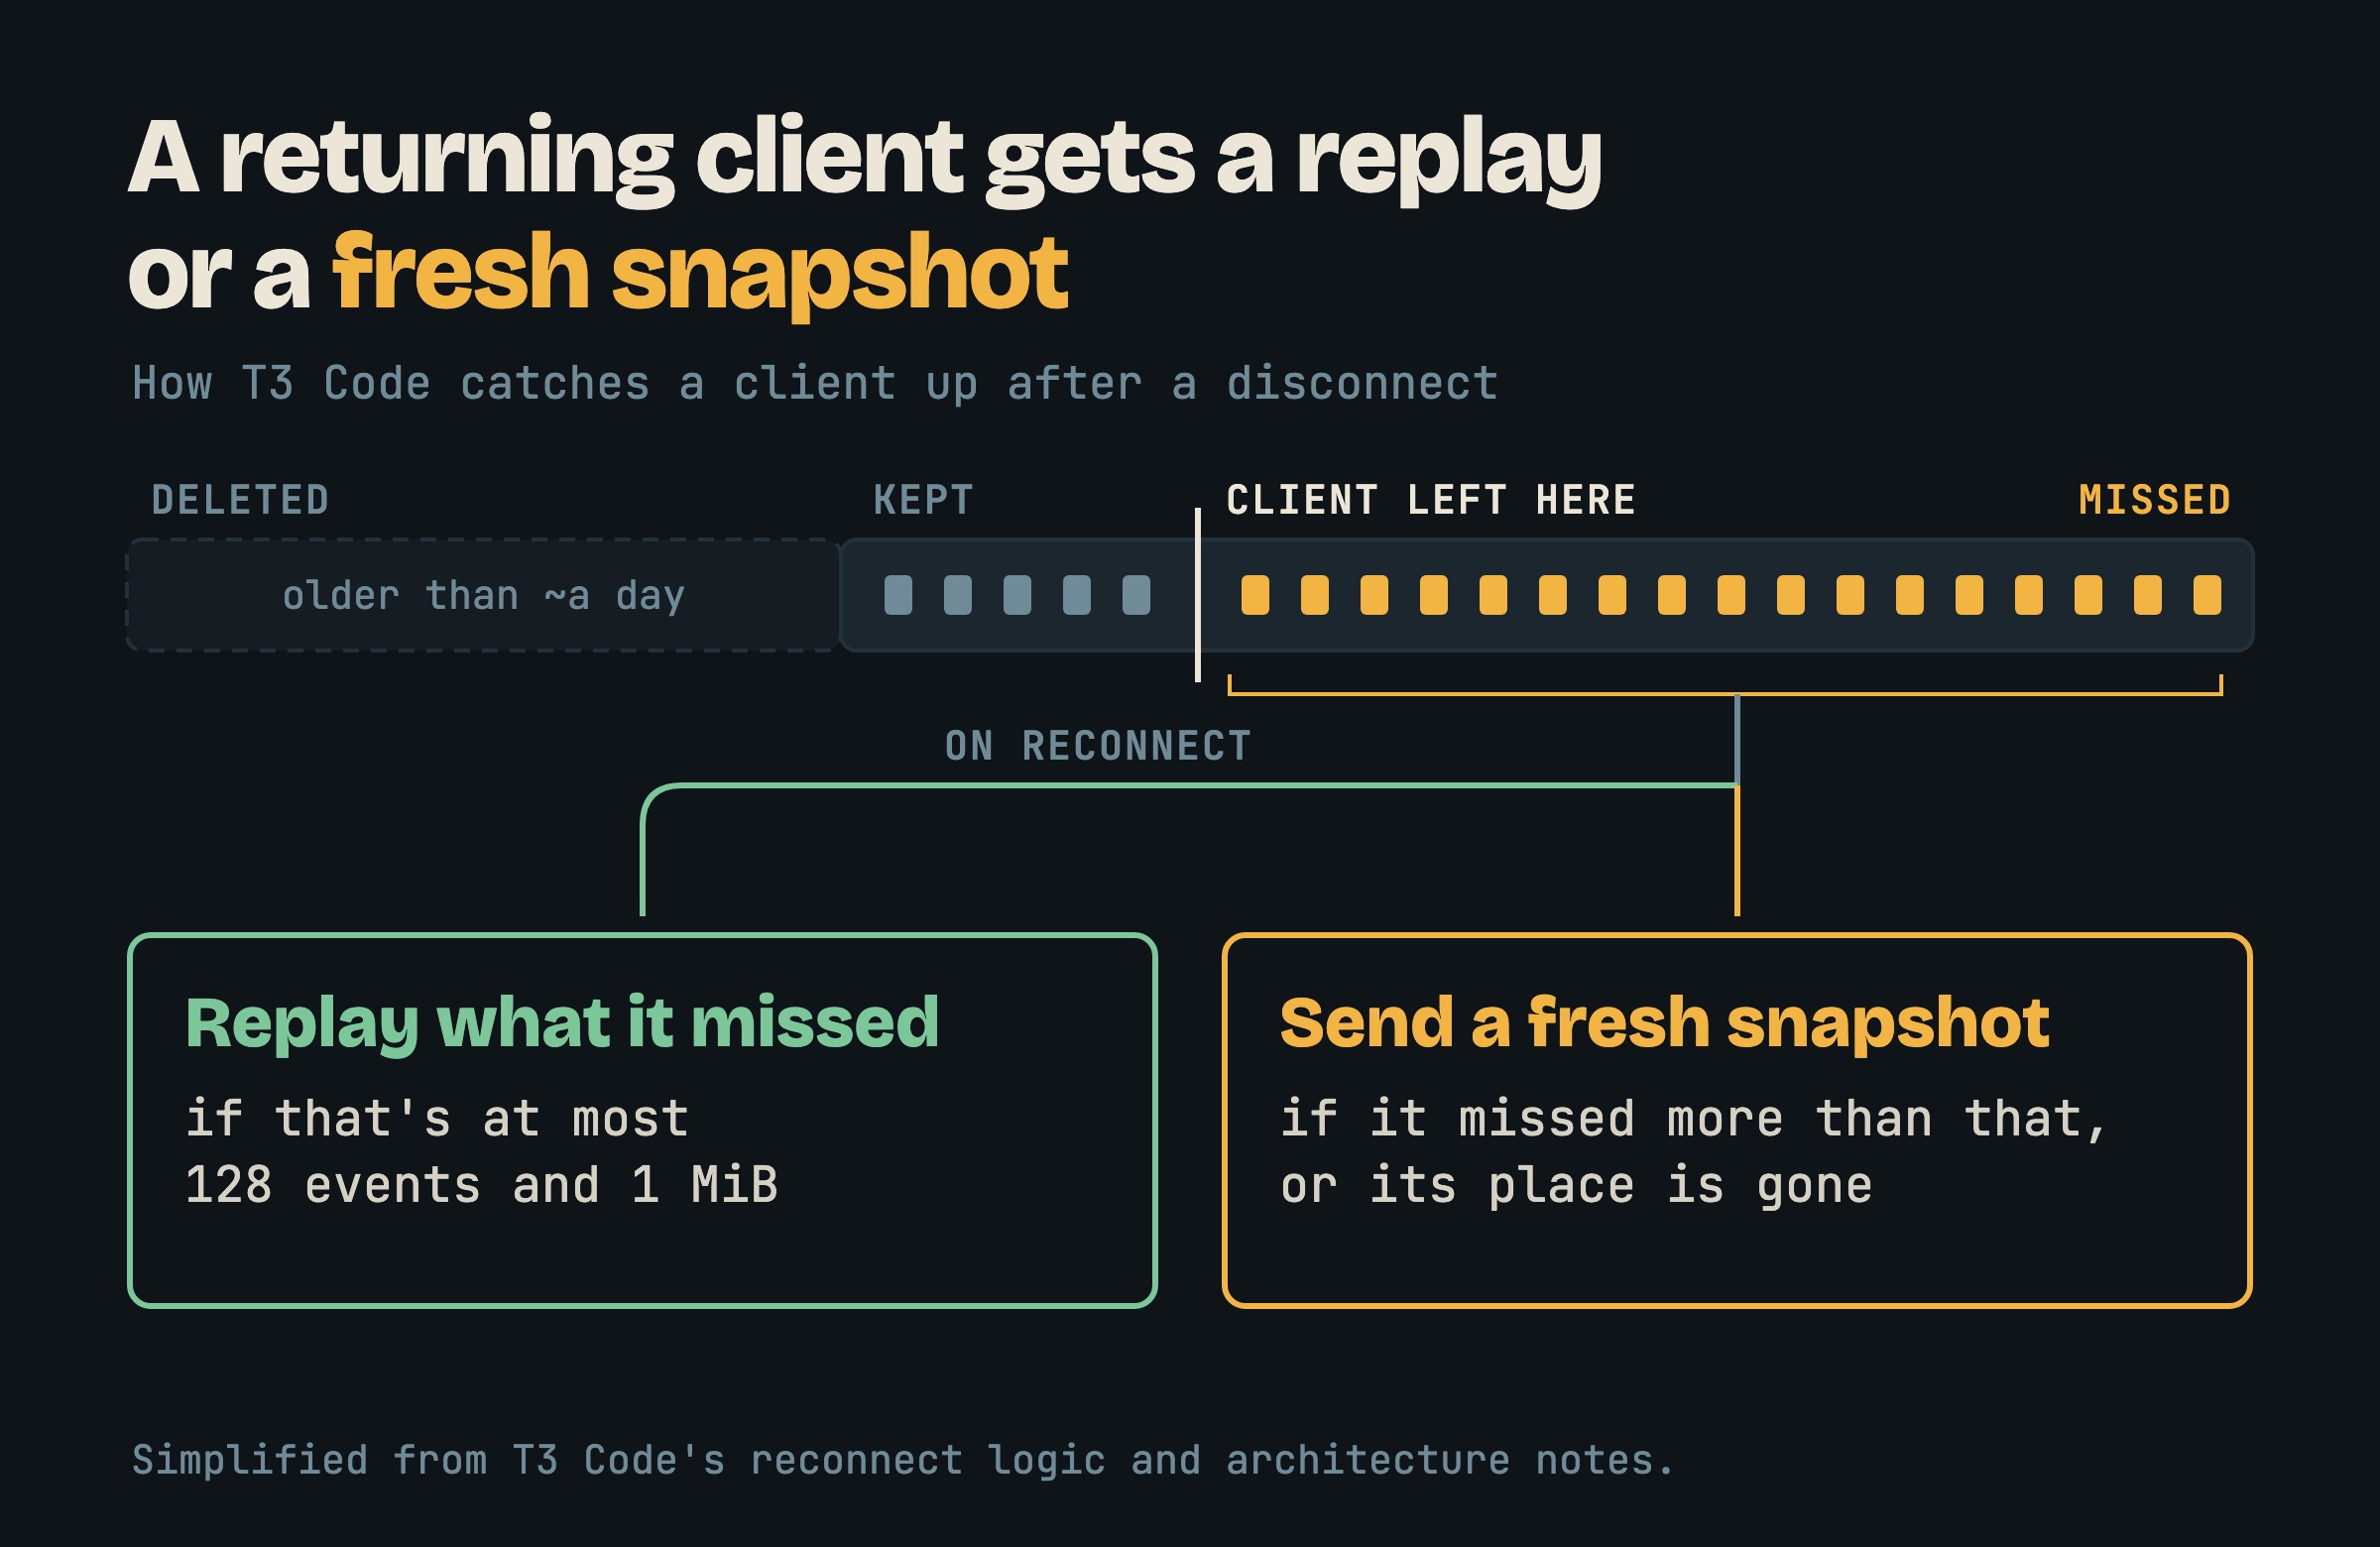 A returning client gets a replay
or a fresh snapshot
How T3 Code catches a client up after a disconnect
DELETED
KEPT
CLIENT LEFT HERE
MISSED
older than ~a day
ON RECONNECT
Replay what it missed
if that's at most
128 events and 1 MiB
Send a fresh snapshot
if it missed more than that,
or its place is gone
Simplified from T3 Code's reconnect logic and architecture notes.